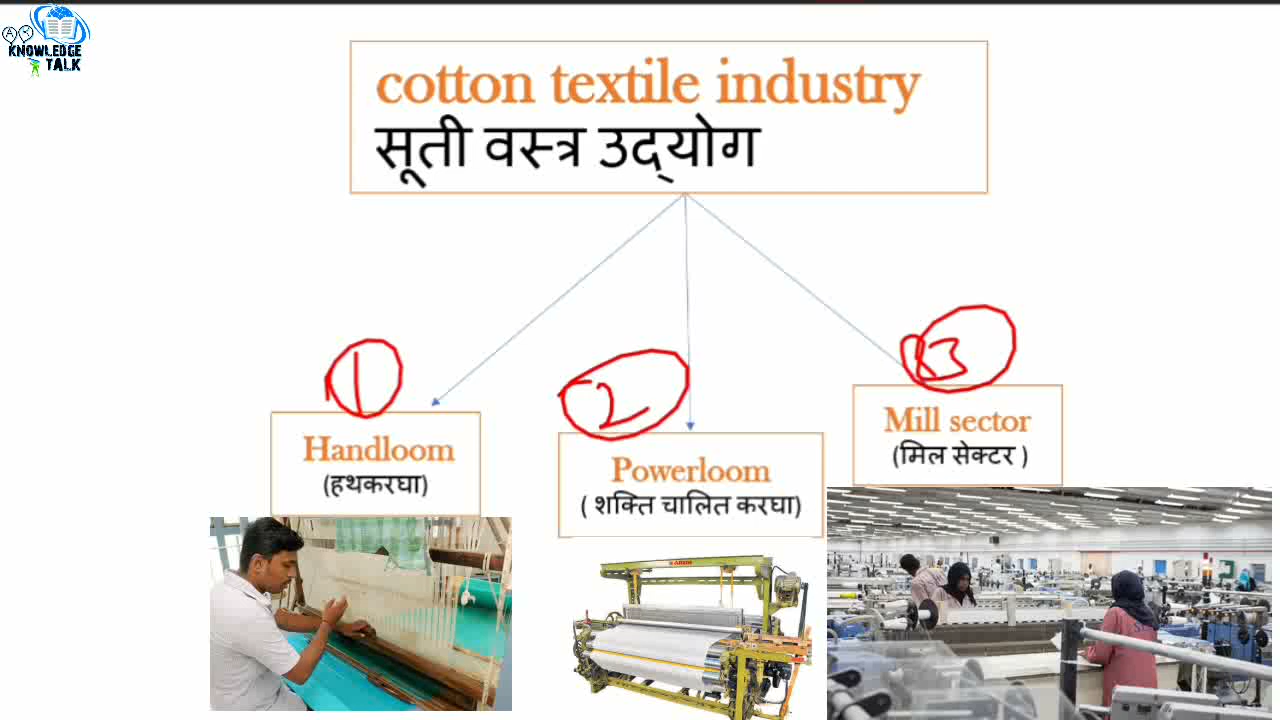 A K
KNOWLEDGE
TALK
cotton textile industry
सूती वस्त्र उद्‌योग
1
2
3
Handloom
(हथकरघा)
Powerloom
( शक्ति चालित करघा)
Mill sector
(मिल सेक्टर )